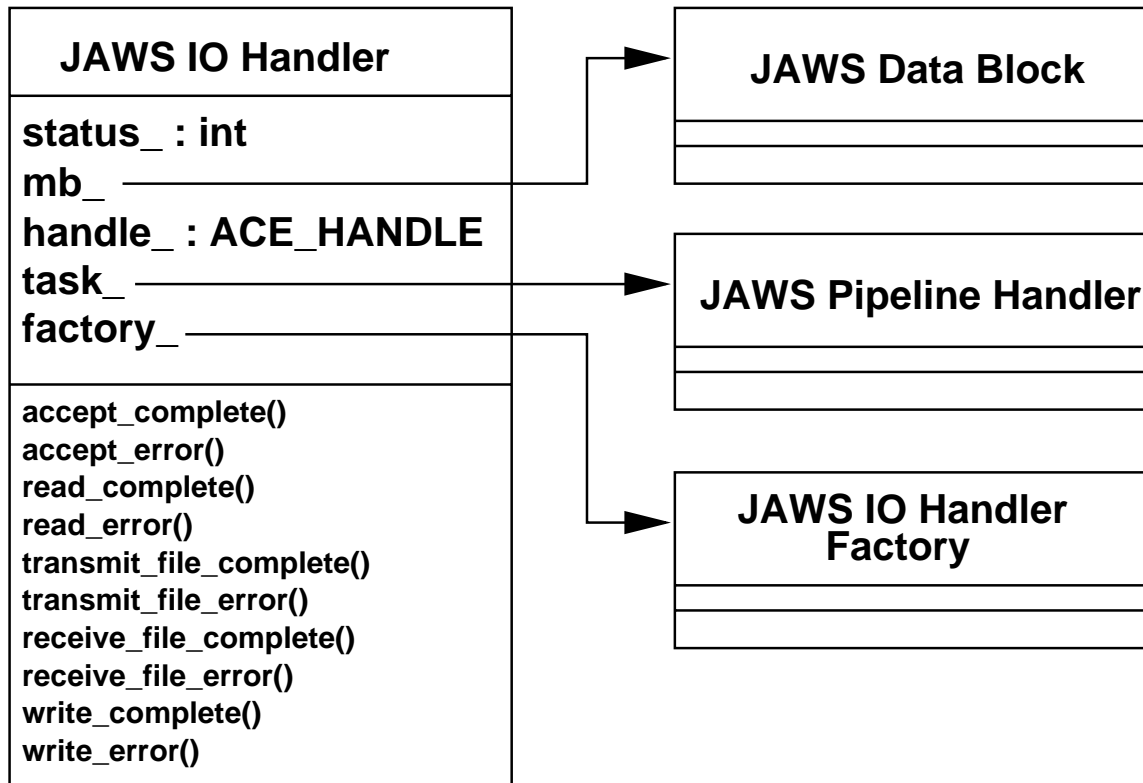 JAWS IO Handler
status_ : int
mb_
handle_ : ACE_HANDLE
task_
factory_
accept_complete()
accept_error()
read_complete()
read_error()
transmit_file_complete()
transmit_file_error()
receive_file_complete()
receive_file_error()
write_complete()
write_error()
JAWS Data Block
JAWS Pipeline Handler
JAWS IO Handler
Factory